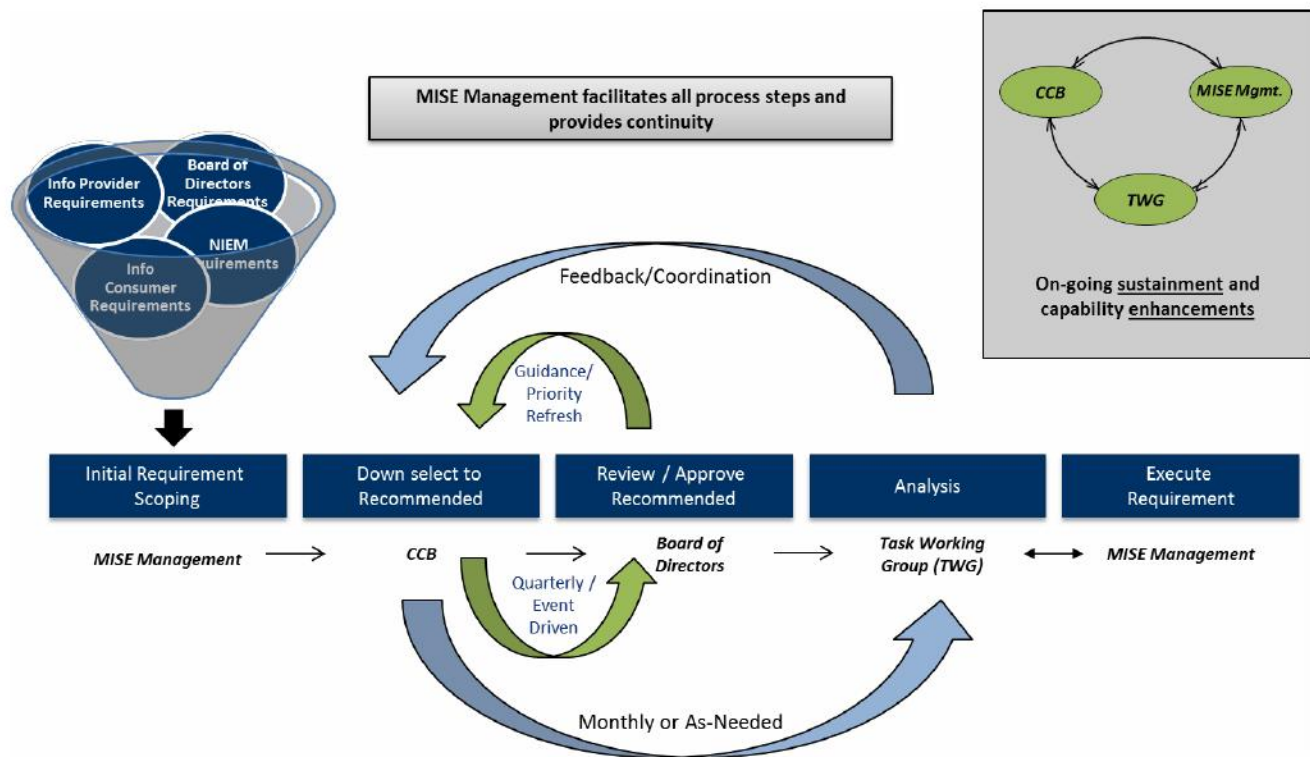 MISE Management facilitates all process steps and
provides continuity
CCB
MISE Mgmt.
TWG
On-going sustainment and
capability enhancements
Info Provider
Requirements
Board of
Directors
Requirements
NIEM
quirements
Info
Consumer
Requirements
Feedback/Coordination
Guidance/
Priority
Refresh
Initial Requirement
Scoping
Down select to
Recommended
Review / Approve
Recommended
Analysis
Execute
Requirement
MISE Management
CCB
Board of
Directors
Task Working
Group (TWG)
MISE Management
Quarterly /
Event
Driven
Monthly or As-Needed